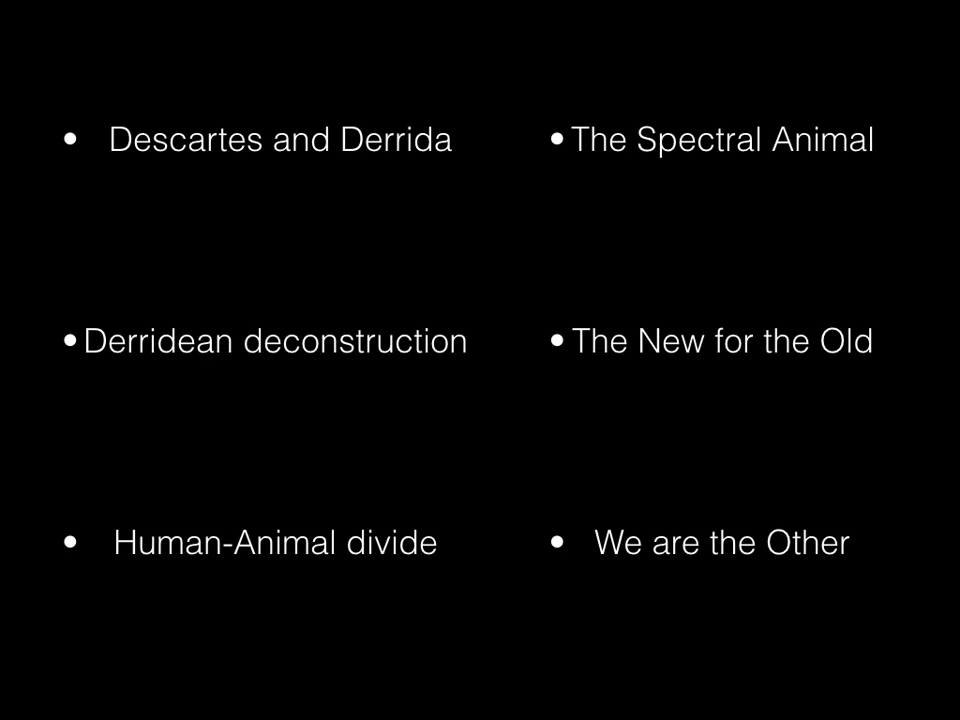 • Descartes and Derrida
• Derridean deconstruction
• Human-Animal divide
• The Spectral Animal
• The New for the Old
• We are the Other